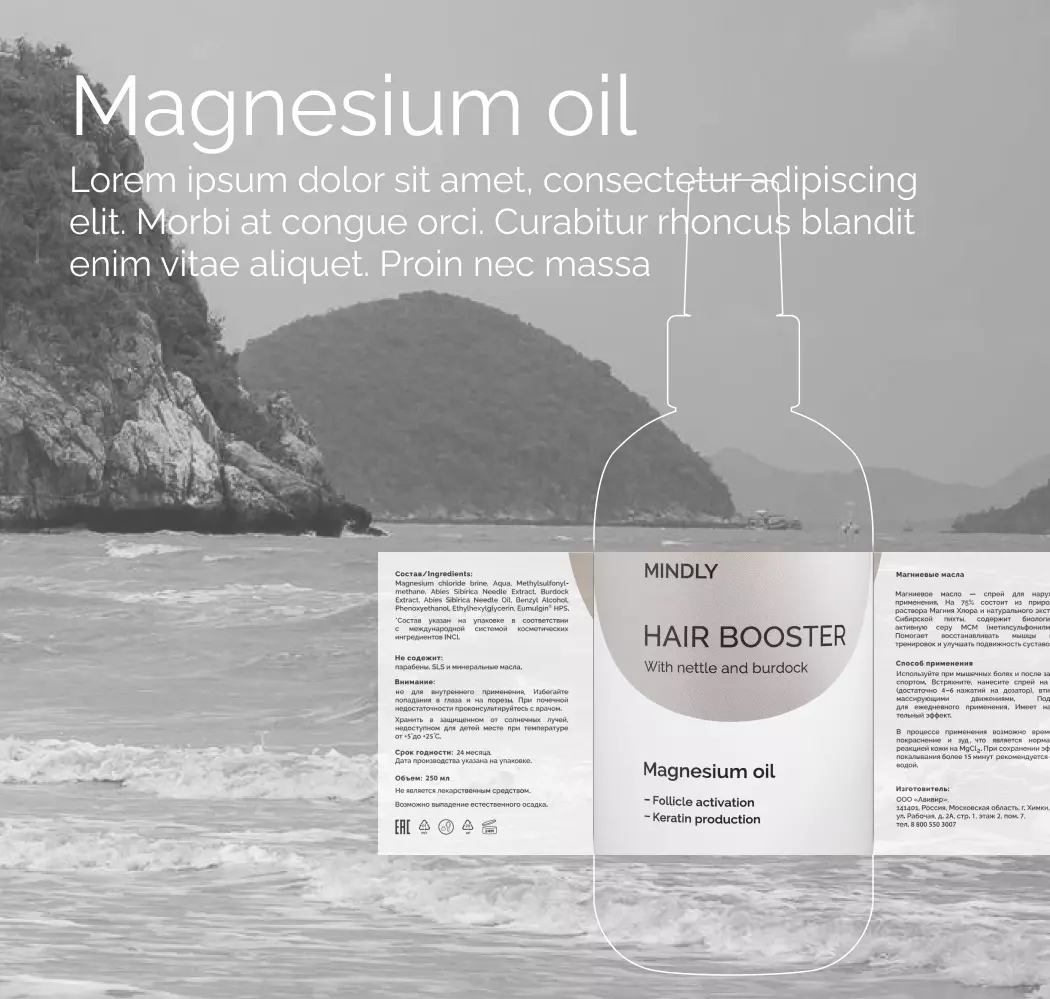 Magnesium oil
Lorem ipsum dolor sit amet, consectetur adipiscing
elit. Morbi at congue orci. Curabitur rhoncus blandit
enim vitae aliquet. Proin nec massa
Состав/Ingredients:
Magnesium chloride brine, Aqua, Methylsulfonyl-
methane, Abies Sibirica Needle Extract, Burdock
Extract, Abies Sibirica Needle Oil, Benzyl Alcohol,
Phenoxyethanol, Ethylhexylglycerin, Eumulgin® HPS.
*Состав указан на упаковке в соответствии
с международной системой косметических
ингредиентов INCI.
Не содержит:
парабены, SLS и минеральные масла.
Внимание:
не для внутреннего применения. Избегайте
попадания в глаза и на порезы. При почечной
недостаточности проконсультируйтесь с врачом.
Хранить в защищенном от солнечных лучей,
недоступном для детей месте при температуре
от +5°до +25°С.
Срок годности: 24 месяца.
Дата производства указана на упаковке.
Объем: 250 мл
Не является лекарственным средством.
Возможно выпадение естественного осадка.
EAC
MINDLY
HAIR BOOSTER
With nettle and burdock
Magnesium oil
– Follicle activation
– Keratin production
Магниевые масла
Магниевое масло — спрей для нару
применения. На 75% состоит из приро
раствора Магния Хлора и натурального экст
Сибирской пихты, содержит биологи
активную серу МСМ (метилсульфонилм
Помогает восстанавливать мышцы
тренировок и улучшать подвижность суставо
Способ применения
Используйте при мышечных болях и после за
спортом. Встряхните, нанесите спрей на
(достаточно 4–6 нажатий на дозатор), вти
массирующими движениями. Под
для ежедневного применения. Имеет на
тельный эффект.
В процессе применения возможно врем
покраснение и зуд, что является норма
реакцией кожи на MgCl₂. При сохранении эф
покалывания более 15 минут рекомендуется
водой.
Изготовитель:
ООО «Авивир».
141401, Россия, Московская область, г. Химки,
ул. Рабочая, д. 2А, стр. 1, этаж 2, пом. 7.
тел. 8 800 550 3007